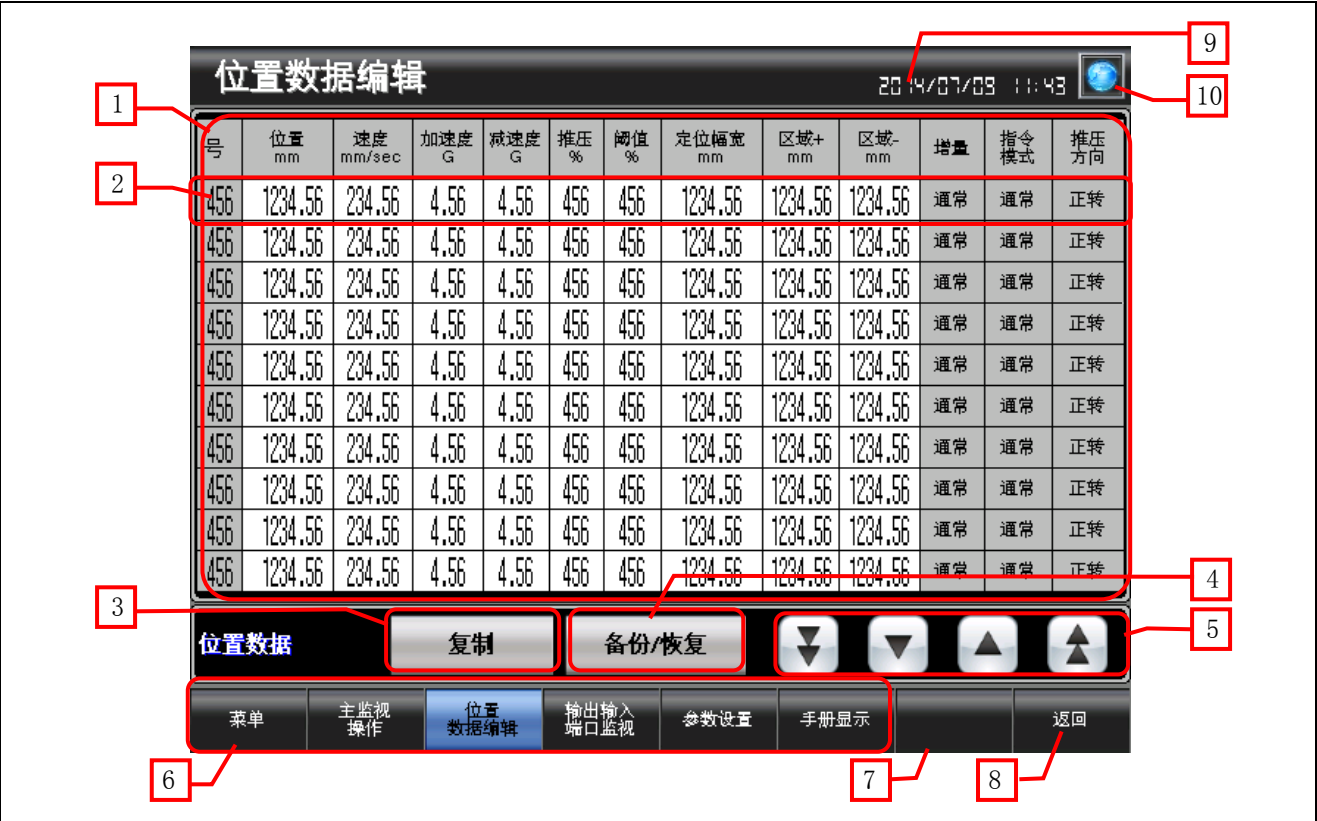 9
位置数据编辑
2014/07/09 11:43
10
1
号 位置 速度 加速度 减速度 推压 阈值 定位幅宽 区域+ 区域- 增量 指令 推压
mm mm/sec G G % % mm mm mm 模式 方向
2
456 1234.56 234.56 4.56 4.56 456 456 1234.56 1234.56 1234.56 通常 通常 正转
456 1234.56 234.56 4.56 4.56 456 456 1234.56 1234.56 1234.56 通常 通常 正转
456 1234.56 234.56 4.56 4.56 456 456 1234.56 1234.56 1234.56 通常 通常 正转
456 1234.56 234.56 4.56 4.56 456 456 1234.56 1234.56 1234.56 通常 通常 正转
456 1234.56 234.56 4.56 4.56 456 456 1234.56 1234.56 1234.56 通常 通常 正转
456 1234.56 234.56 4.56 4.56 456 456 1234.56 1234.56 1234.56 通常 通常 正转
456 1234.56 234.56 4.56 4.56 456 456 1234.56 1234.56 1234.56 通常 通常 正转
456 1234.56 234.56 4.56 4.56 456 456 1234.56 1234.56 1234.56 通常 通常 正转
456 1234.56 234.56 4.56 4.56 456 456 1234.56 1234.56 1234.56 通常 通常 正转
456 1234.56 234.56 4.56 4.56 456 456 1234.56 1234.56 1234.56 通常 通常 正转
4
3
位置数据 复制 备份/恢复
5
菜单 主监视 位置 输出输入 参数设置 手册显示 返回
操作 数据编辑 端口监视
6 7 8